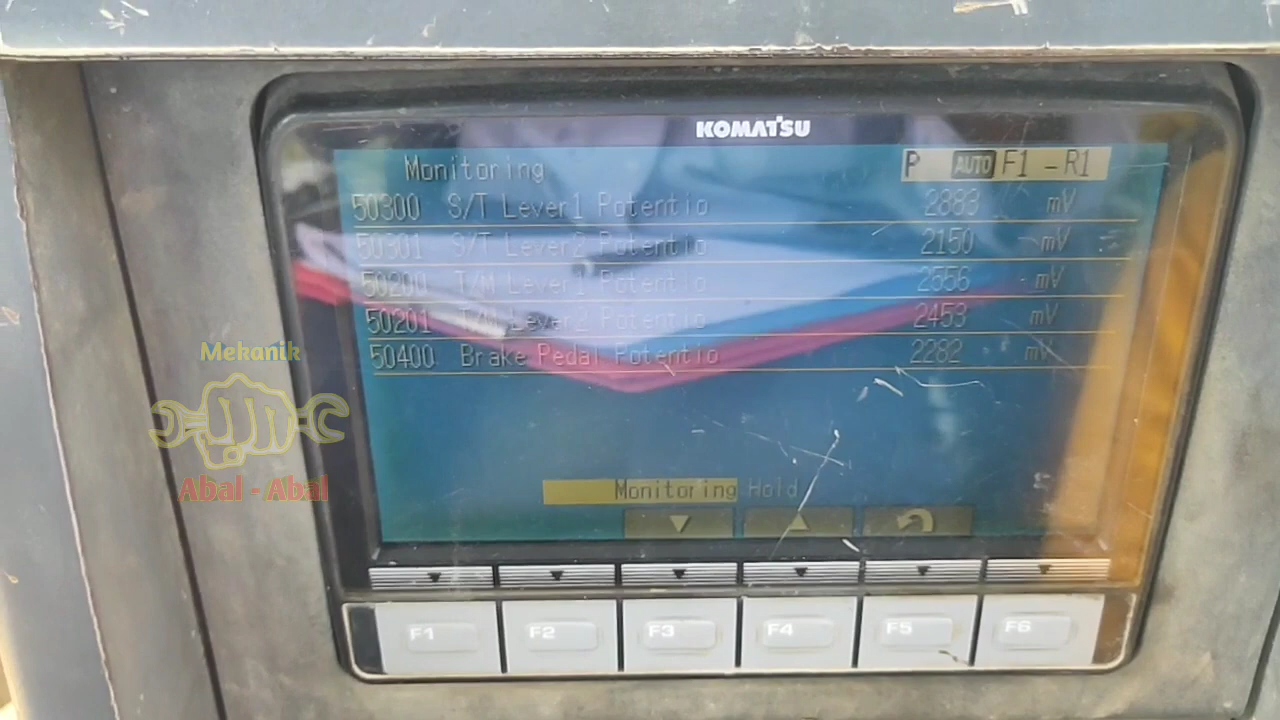 KOMATSU
Monitoring P AUTO F1 - R1
50300 S/T Lever1 Potentio 2883 mV
50301 S/T Lever2 Potentio 2150 mV
50200 T/M Lever1 Potentio 2556 mV
50201 T/M Lever2 Potentio 2453 mV
50400 Brake Pedal Potentio 2282 mV
Mekanik
Abal - Abal
Monitoring Hold
F1 F2 F3 F4 F5 F6